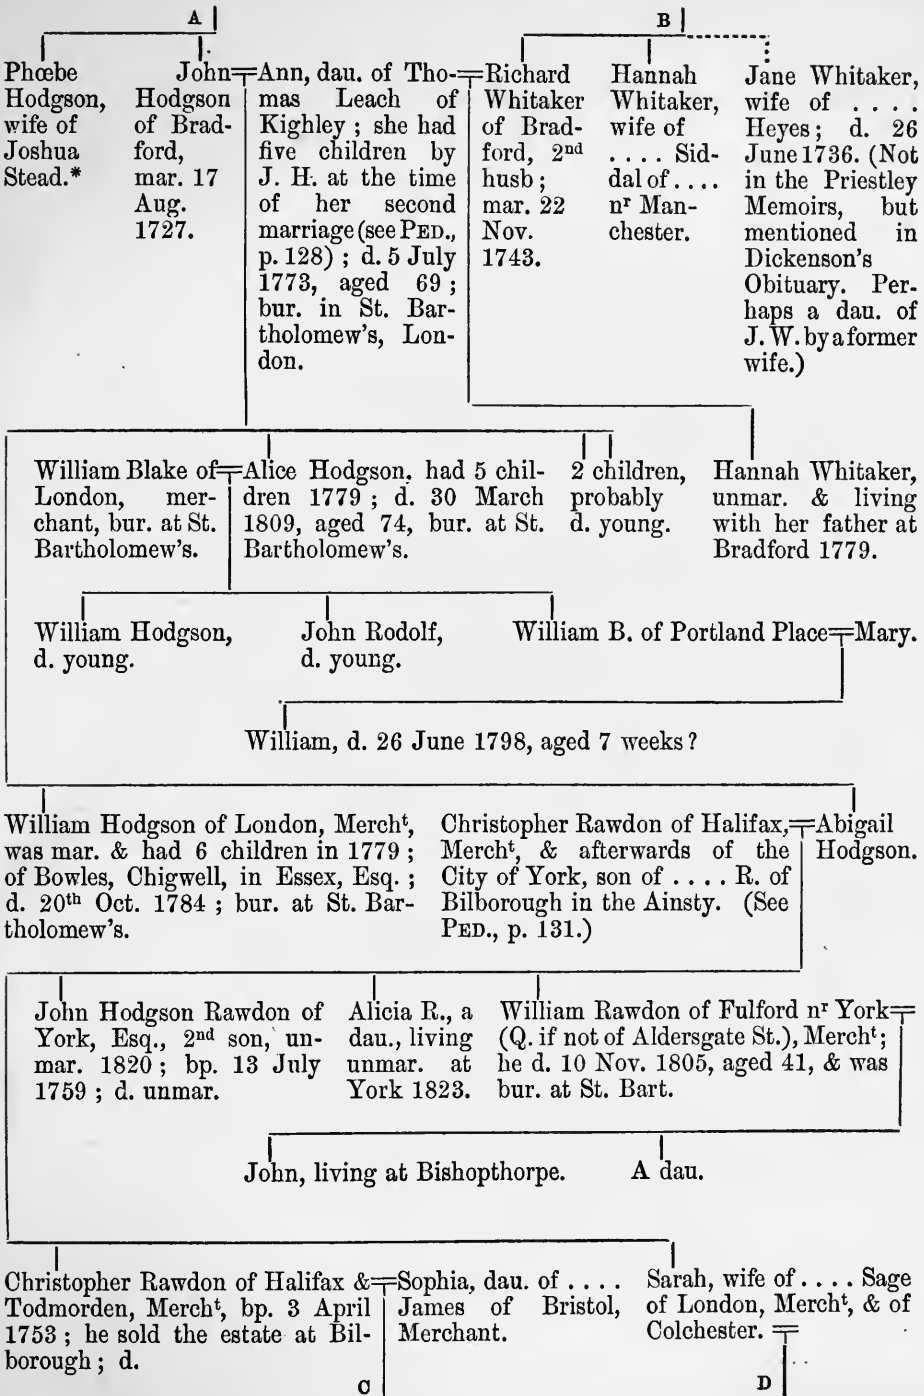 A
B
Phœbe
Hodgson,
wife of
Joshua
Stead.*
John
Hodgson
of Brad-
ford,
mar. 17
Aug.
1727.
Ann, dau. of Tho-
mas Leach of
Kighley ; she had
five children by
J. H. at the time
of her second
marriage (see PED.,
p. 128) ; d. 5 July
1773, aged 69 ;
bur. in St. Bar-
tholomew's, Lon-
don.
Richard
Whitaker
of Brad-
ford, 2nd
husb ;
mar. 22
Nov.
1743.
Hannah
Whitaker,
wife of
. . . . Sid-
dal of . . . .
nr Man-
chester.
Jane Whitaker,
wife of . . . .
Heyes ; d. 26
June 1736. (Not
in the Priestley
Memoirs, but
mentioned in
Dickenson's
Obituary. Per-
haps a dau. of
J. W. by a former
wife.)
William Blake of
London, mer-
chant, bur. at St.
Bartholomew's.
Alice Hodgson, had 5 chil-
dren 1779 ; d. 30 March
1809, aged 74, bur. at St.
Bartholomew's.
2 children,
probably
d. young.
Hannah Whitaker,
unmar. & living
with her father at
Bradford 1779.
William Hodgson,
d. young.
John Rodolf,
d. young.
William B. of Portland Place
Mary.
William, d. 26 June 1798, aged 7 weeks ?
William Hodgson of London, Mercht,
was mar. & had 6 children in 1779 ;
of Bowles, Chigwell, in Essex, Esq. ;
d. 20th Oct. 1784 ; bur. at St. Bar-
tholomew's.
Christopher Rawdon of Halifax,
Mercht, & afterwards of the
City of York, son of . . . . R. of
Bilborough in the Ainsty. (See
PED., p. 131.)
Abigail
Hodgson.
John Hodgson Rawdon of
York, Esq., 2nd son, un-
mar. 1820 ; bp. 13 July
1759 ; d. unmar.
Alicia R., a
dau., living
unmar. at
York 1823.
William Rawdon of Fulford nr York
(Q. if not of Aldersgate St.), Mercht ;
he d. 10 Nov. 1805, aged 41, & was
bur. at St. Bart.
John, living at Bishopthorpe.
A dau.
Christopher Rawdon of Halifax &
Todmorden, Mercht, bp. 3 April
1753 ; he sold the estate at Bil-
borough ; d.
Sophia, dau. of . . . .
James of Bristol,
Merchant.
Sarah, wife of . . . . Sage
of London, Mercht, & of
Colchester.
C
D